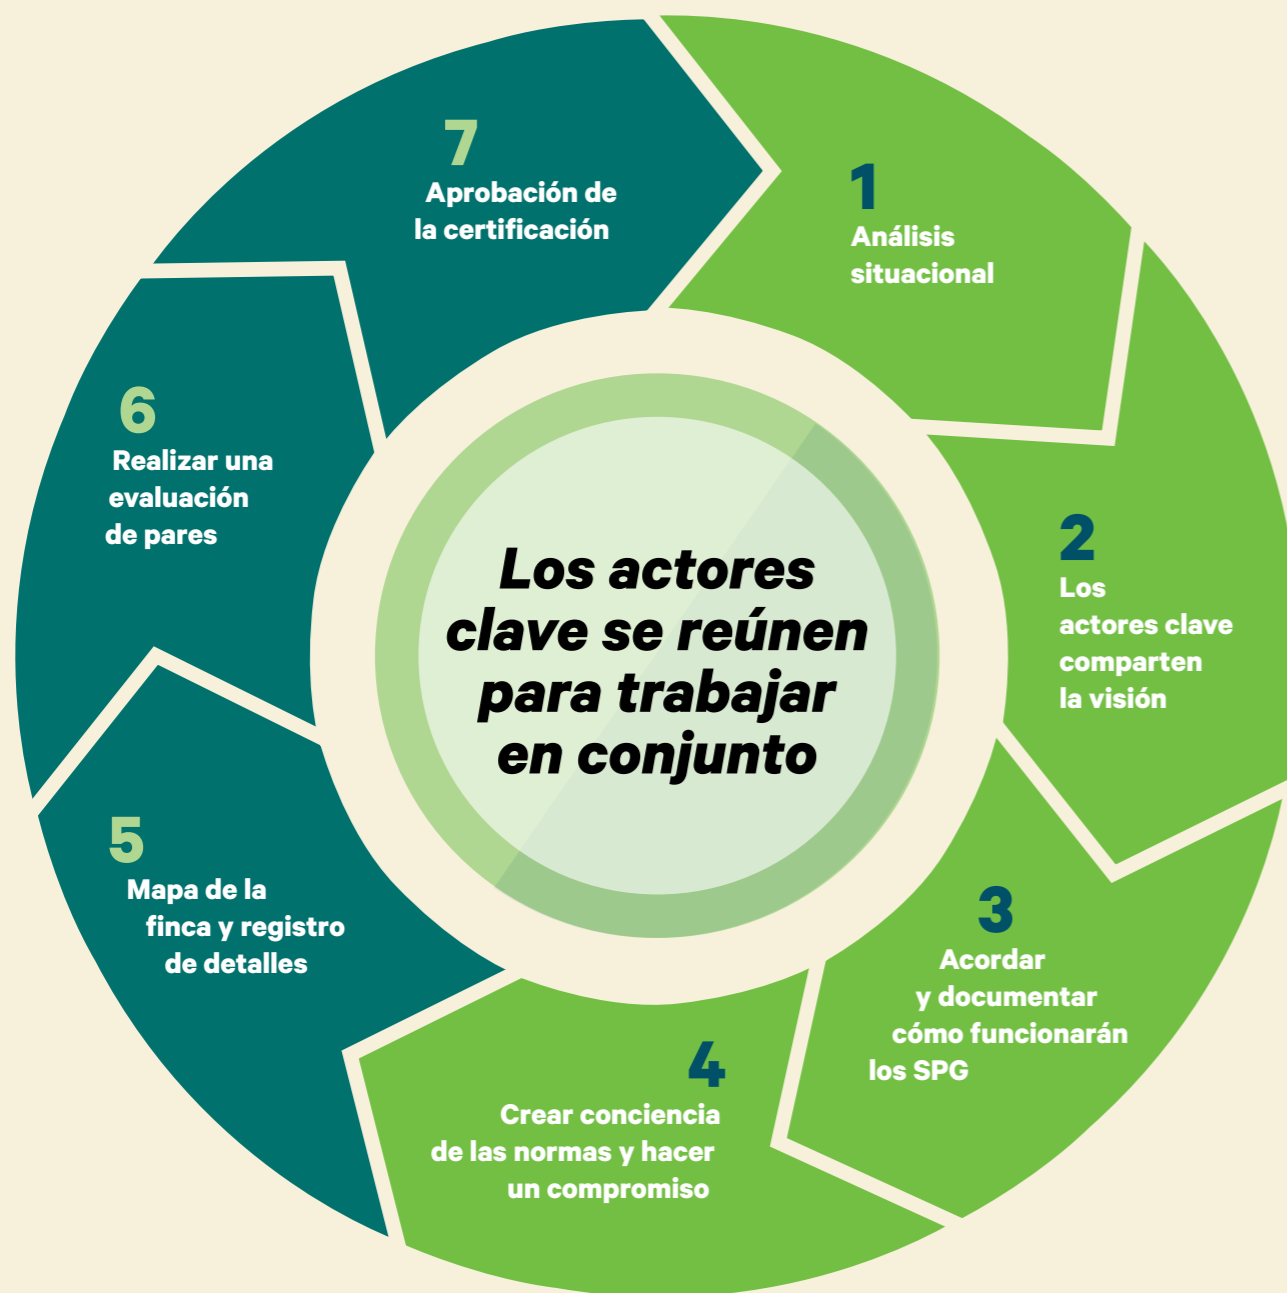 1
Análisis
situacional
2
Los
actores clave
comparten
la visión
3
Acordar
y documentar
cómo funcionarán
los SPG
4
Crear conciencia
de las normas y hacer
un compromiso
5
Mapa de la
finca y registro
de detalles
6
Realizar una
evaluación
de pares
7
Aprobación de
la certificación
Los actores
clave se reúnen
para trabajar
en conjunto